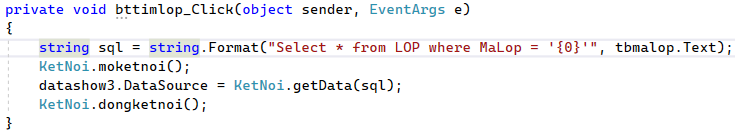 private void bttimlop_Click(object sender, EventArgs e)
{
string sql = string.Format("Select * from LOP where MaLop = '{0}'", tbmalop.Text);
KetNoi.moketnoi();
datashow3.DataSource = KetNoi.getData(sql);
KetNoi.dongketnoi();
}